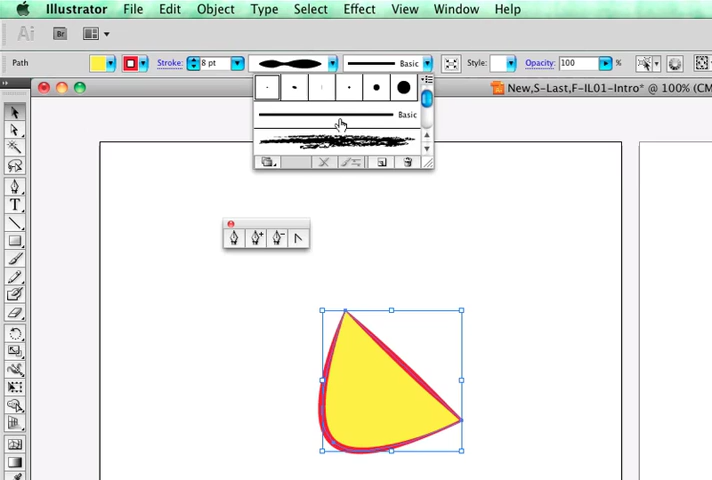 Illustrator File Edit Object Type Select Effect View Window Help
Ai Br
Path Stroke: 8 pt Basic Style: Opacity: 100 %
New,S-Last,F-IL01-Intro* @ 100% (CM
Basic
T